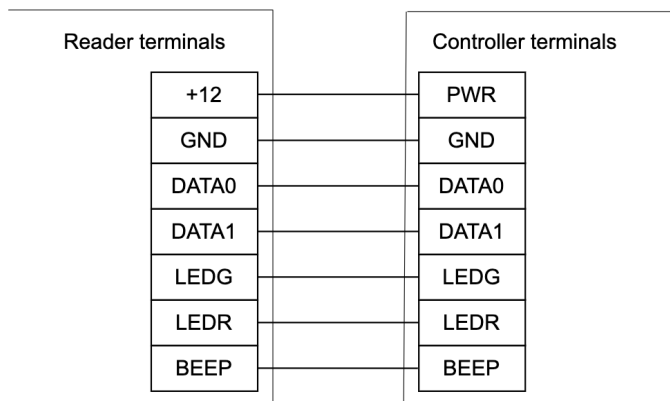 Reader terminals Controller terminals
+12 PWR
GND GND
DATA0 DATA0
DATA1 DATA1
LEDG LEDG
LEDR LEDR
BEEP BEEP